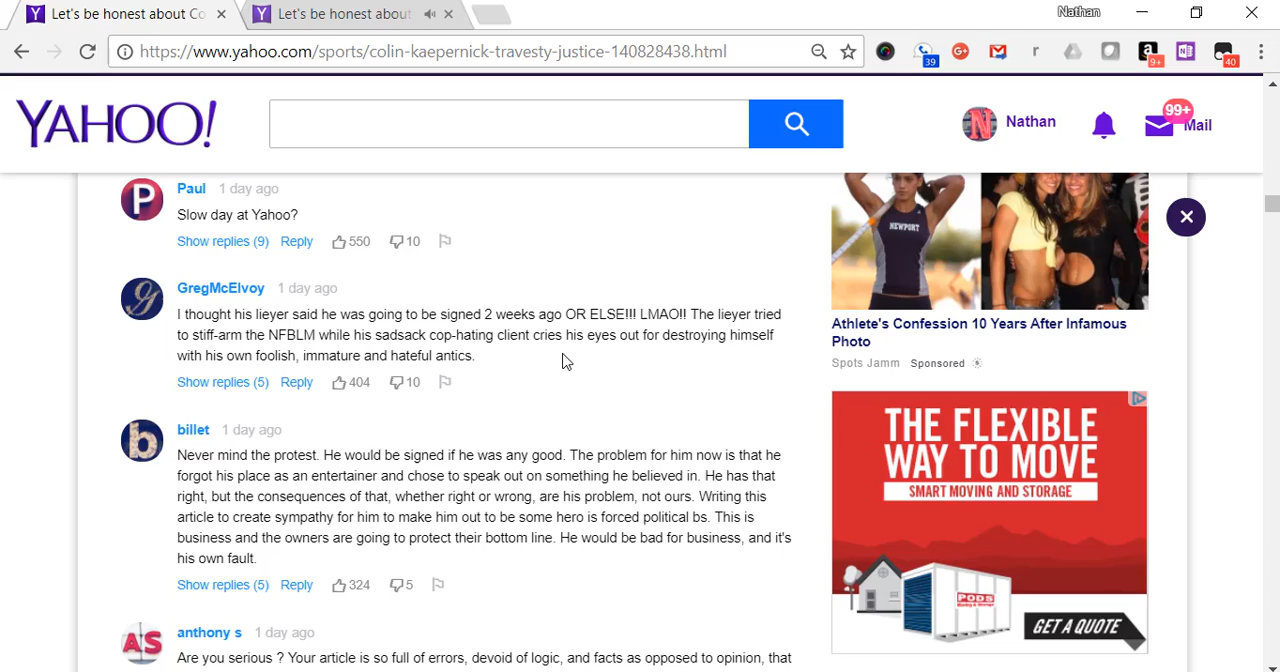 Let's be honest about Co
Let's be honest about
Nathan
https://www.yahoo.com/sports/colin-kaepernick-travesty-justice-140828438.html
39
r
a
9+
N
40
YAHOO!
N
Nathan
99+
Mail
P
Paul 1 day ago
Slow day at Yahoo?
Show replies (9) Reply 550 10
GregMcElvoy 1 day ago
I thought his lieyer said he was going to be signed 2 weeks ago OR ELSE!!! LMAO!! The lieyer tried
to stiff-arm the NFBLM while his sadsack cop-hating client cries his eyes out for destroying himself
with his own foolish, immature and hateful antics.
Show replies (5) Reply 404 10
b
billet 1 day ago
Never mind the protest. He would be signed if he was any good. The problem for him now is that he
forgot his place as an entertainer and chose to speak out on something he believed in. He has that
right, but the consequences of that, whether right or wrong, are his problem, not ours. Writing this
article to create sympathy for him to make him out to be some hero is forced political bs. This is
business and the owners are going to protect their bottom line. He would be bad for business, and it's
his own fault.
Show replies (5) Reply 324 5
AS
anthony s 1 day ago
Are you serious ? Your article is so full of errors, devoid of logic, and facts as opposed to opinion, that
NEWPORT
Athlete's Confession 10 Years After Infamous
Photo
Spots Jamm Sponsored
THE FLEXIBLE
WAY TO MOVE
SMART MOVING AND STORAGE
PODS
Moving & Storage
GET A QUOTE